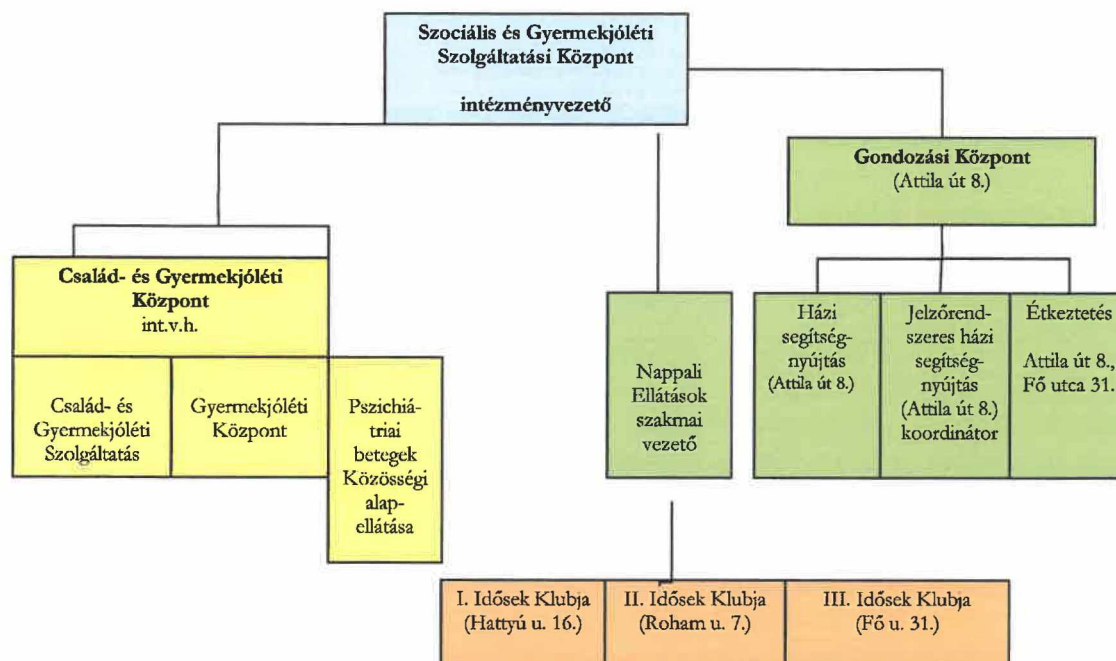 Szociális és Gyermekjóléti
Szolgáltatási Központ
intézményvezető
Gondozási Központ
(Attila út 8.)
Család- és Gyermekjóléti
Központ
int.v.h.
Család- és
Gyermekjóléti
Szolgáltatás
Gyermekjóléti
Központ
Pszichiá-
triai
betegek
Közösségi
alap-
ellátása
Nappali
Ellátások
szakmai
vezető
Házi
segítség-
nyújtás
(Attila út 8.)
Jelzőrend-
szeres házi
segítség-
nyújtás
(Attila út 8.)
koordinátor
Étkeztetés
Attila út 8.,
Fő utca 31.
I. Idősek Klubja
(Hattyú u. 16.)
II. Idősek Klubja
(Roham u. 7.)
III. Idősek Klubja
(Fő u. 31.)